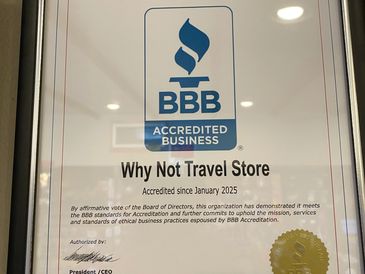 BBB
®
ACCREDITED
BUSINESS
Why Not Travel Store
Accredited since January 2025
By affirmative vote of the Board of Directors, this organization has demonstrated it meets
the BBB standards for Accreditation and further commits to uphold the mission, services
and standards of ethical business practices espoused by BBB Accreditation.
Authorized by:
President /CEO